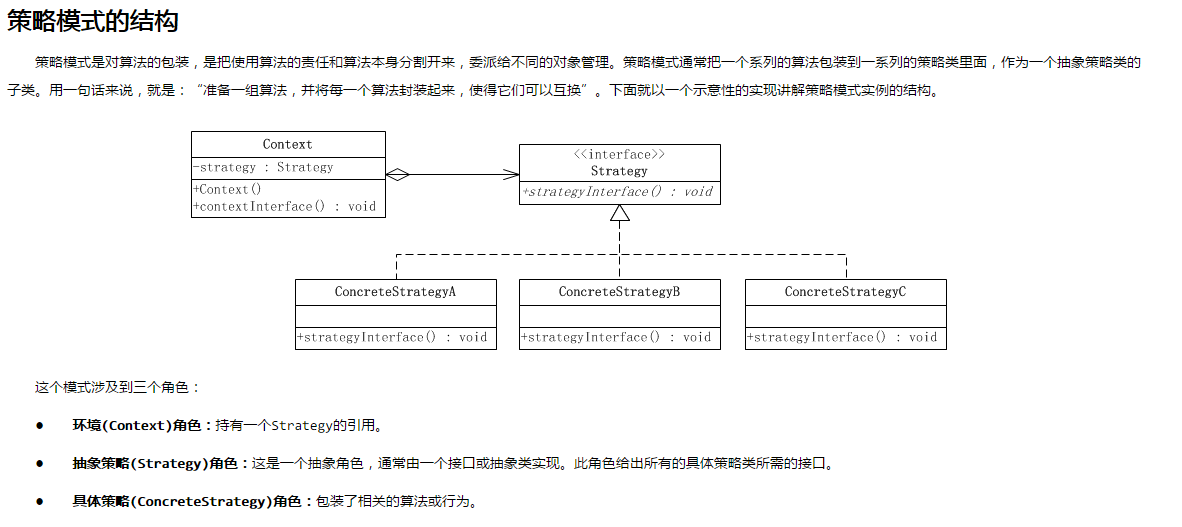 策略模式的结构
策略模式是对算法的包装，是把使用算法的责任和算法本身分割开来，委派给不同的对象管理。策略模式通常把一个系列的算法包装到一系列的策略类里面，作为一个抽象策略类的
子类。用一句话来说，就是：“准备一组算法，并将每一个算法封装起来，使得它们可以互换”。下面就以一个示意性的实现讲解策略模式实例的结构。
Context
-strategy : Strategy
+Context()
+contextInterface() : void
<<interface>>
Strategy
+strategyInterface() : void
ConcreteStrategyA
+strategyInterface() : void
ConcreteStrategyB
+strategyInterface() : void
ConcreteStrategyC
+strategyInterface() : void
这个模式涉及到三个角色：
● 环境(Context)角色：持有一个Strategy的引用。
● 抽象策略(Strategy)角色：这是一个抽象角色，通常由一个接口或抽象类实现。此角色给出所有的具体策略类所需的接口。
● 具体策略(ConcreteStrategy)角色：包装了相关的算法或行为。